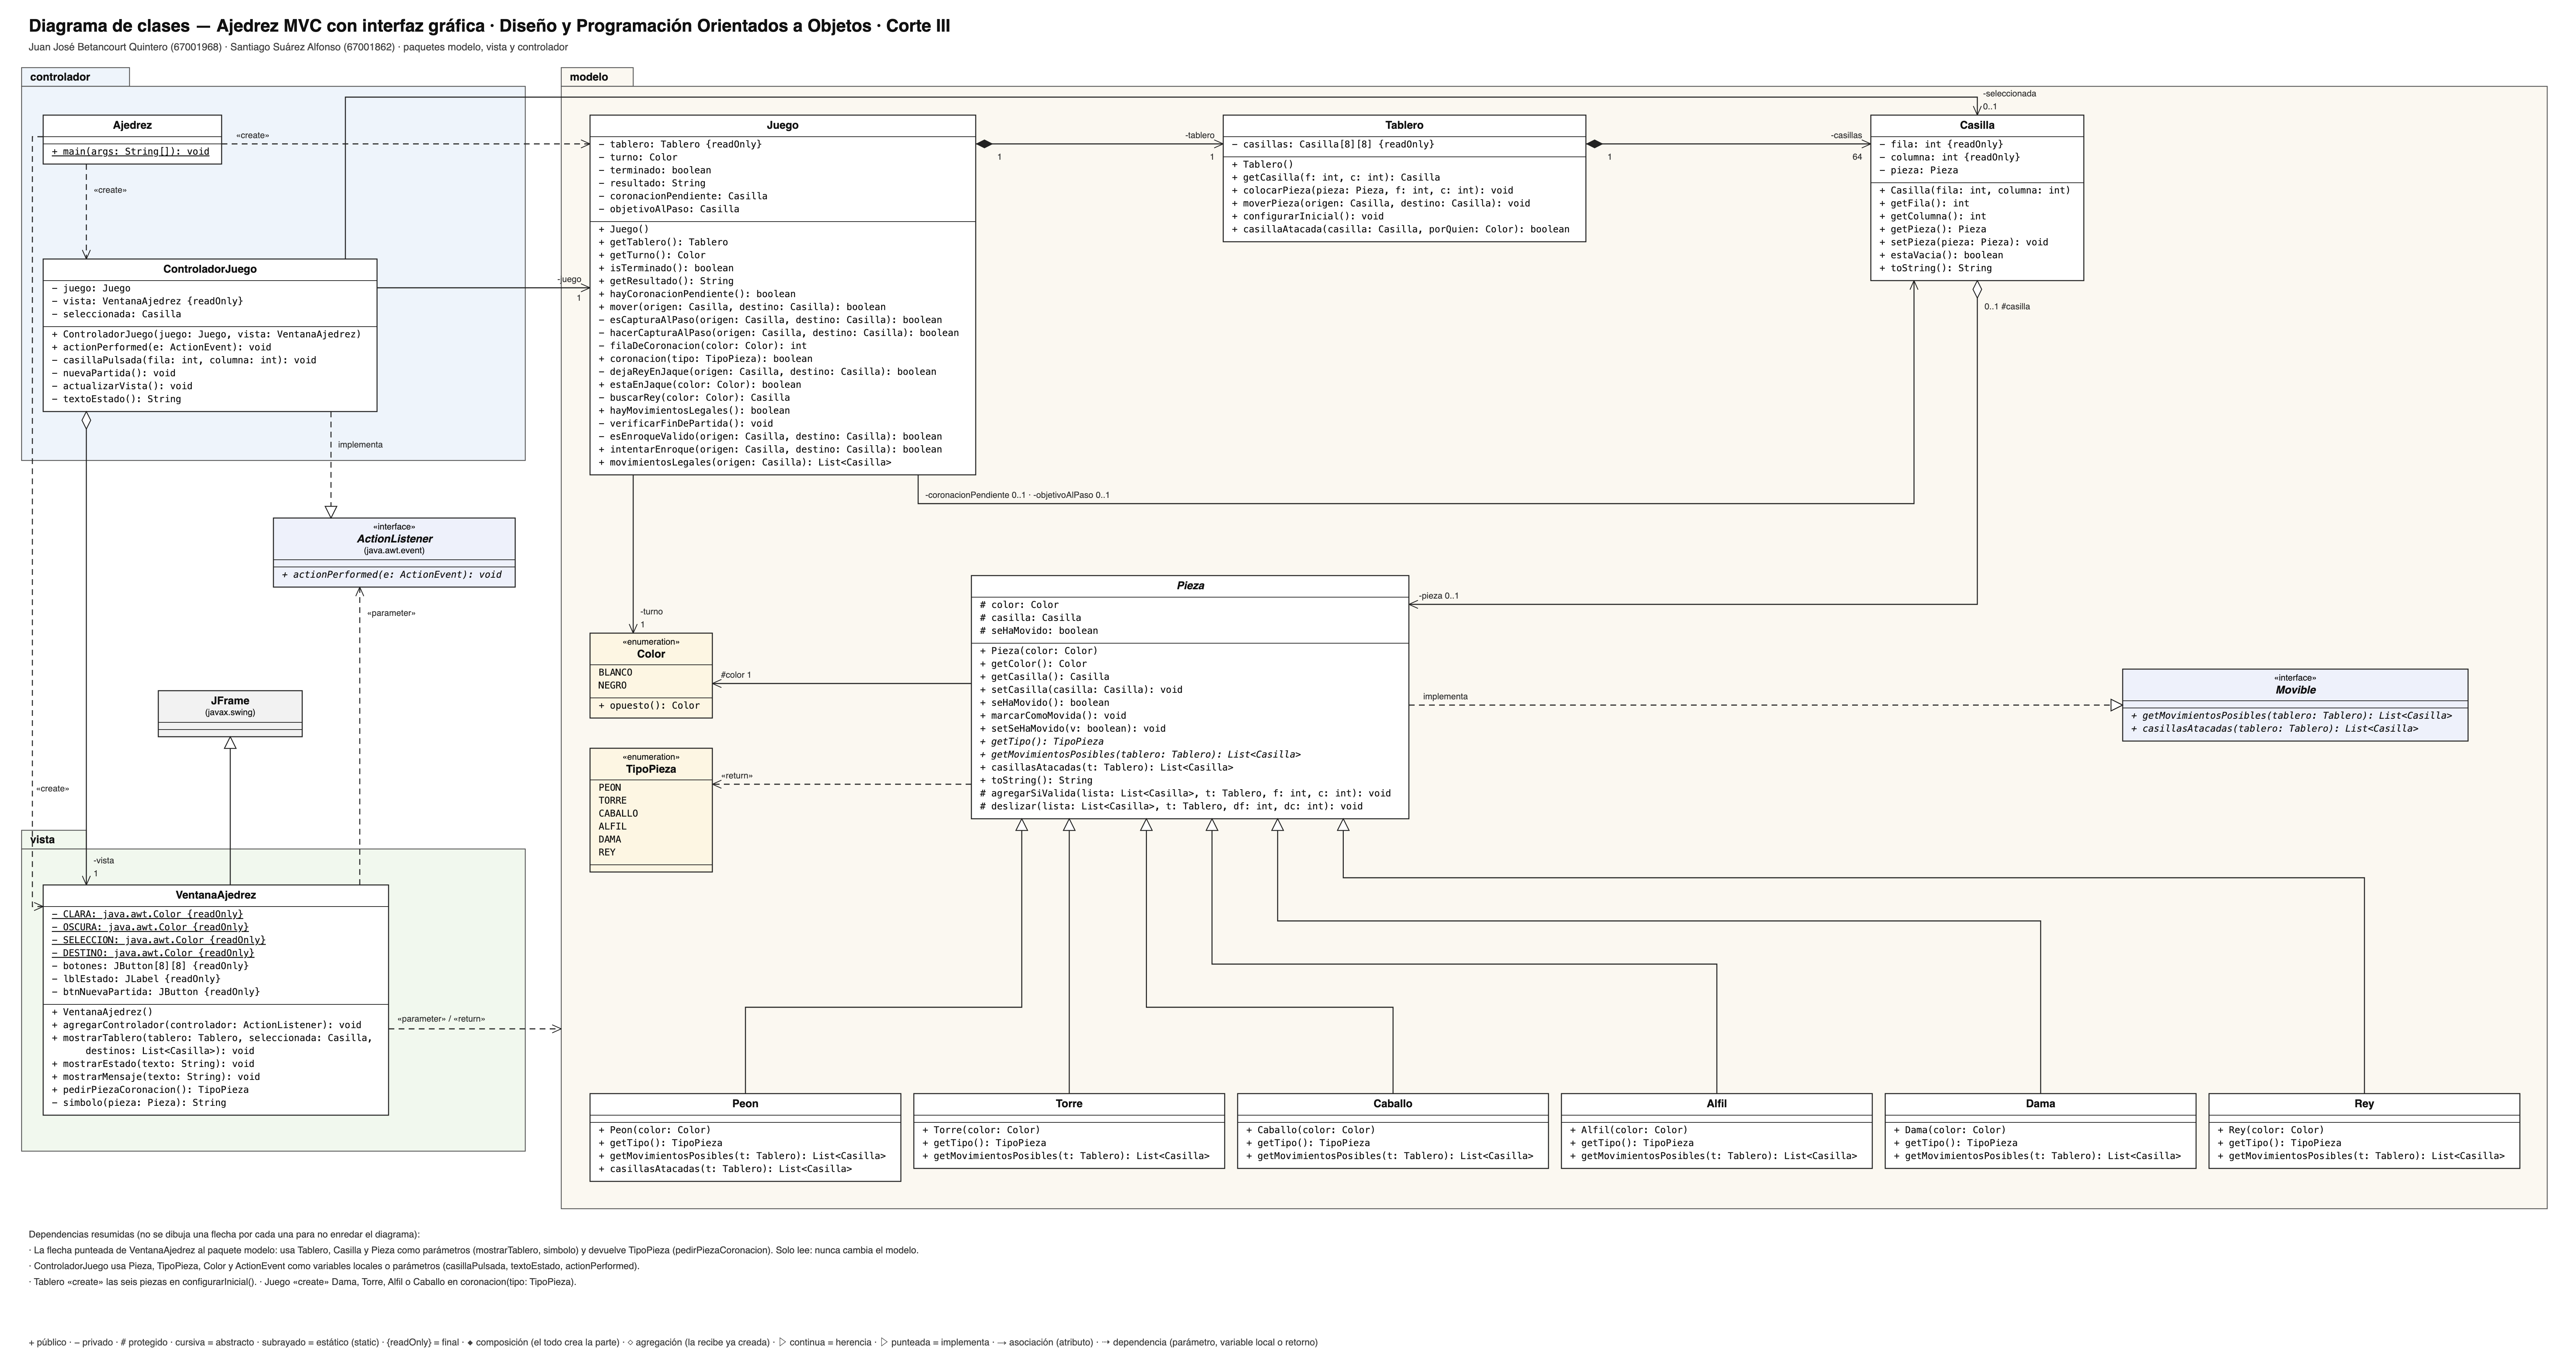 Diagrama de clases — Ajedrez MVC con interfaz gráfica · Diseño y Programación Orientados a Objetos · Corte III
Juan José Betancourt Quintero (67001968) · Santiago Suárez Alfonso (67001862) · paquetes modelo, vista y controlador
controlador
Ajedrez
+ main(args: String[]): void
«create»
«create»
ControladorJuego
− juego: Juego
− vista: VentanaAjedrez {readOnly}
− seleccionada: Casilla
+ ControladorJuego(juego: Juego, vista: VentanaAjedrez)
+ actionPerformed(e: ActionEvent): void
− casillaPulsada(fila: int, columna: int): void
− nuevaPartida(): void
− actualizarVista(): void
− textoEstado(): String
implementa
«interface»
ActionListener
(java.awt.event)
+ actionPerformed(e: ActionEvent): void
«parameter»
JFrame
(javax.swing)
«create»
vista
-vista
1
VentanaAjedrez
− CLARA: java.awt.Color {readOnly}
− OSCURA: java.awt.Color {readOnly}
− SELECCION: java.awt.Color {readOnly}
− DESTINO: java.awt.Color {readOnly}
− botones: JButton[8][8] {readOnly}
− lblEstado: JLabel {readOnly}
− btnNuevaPartida: JButton {readOnly}
+ VentanaAjedrez()
+ agregarControlador(controlador: ActionListener): void
+ mostrarTablero(tablero: Tablero, seleccionada: Casilla,
destinos: List<Casilla>): void
+ mostrarEstado(texto: String): void
+ mostrarMensaje(texto: String): void
+ pedirPiezaCoronacion(): TipoPieza
− simbolo(pieza: Pieza): String
«parameter» / «return»
modelo
-seleccionada
0..1
-juego
1
Juego
− tablero: Tablero {readOnly}
− turno: Color
− terminado: boolean
− resultado: String
− coronacionPendiente: Casilla
− objetivoAlPaso: Casilla
+ Juego()
+ getTablero(): Tablero
+ getTurno(): Color
+ isTerminado(): boolean
+ getResultado(): String
+ hayCoronacionPendiente(): boolean
+ mover(origen: Casilla, destino: Casilla): boolean
− esCapturaAlPaso(origen: Casilla, destino: Casilla): boolean
− hacerCapturaAlPaso(origen: Casilla, destino: Casilla): boolean
− filaDeCoronacion(color: Color): int
+ coronacion(tipo: TipoPieza): boolean
− dejaReyEnJaque(origen: Casilla, destino: Casilla): boolean
+ estaEnJaque(color: Color): boolean
− buscarRey(color: Color): Casilla
+ hayMovimientosLegales(): boolean
− verificarFinDePartida(): void
− esEnroqueValido(origen: Casilla, destino: Casilla): boolean
+ intentarEnroque(origen: Casilla, destino: Casilla): boolean
+ movimientosLegales(origen: Casilla): List<Casilla>
1
-tablero
1
Tablero
− casillas: Casilla[8][8] {readOnly}
+ Tablero()
+ getCasilla(f: int, c: int): Casilla
+ colocarPieza(pieza: Pieza, f: int, c: int): void
+ moverPieza(origen: Casilla, destino: Casilla): void
+ configurarInicial(): void
+ casillaAtacada(casilla: Casilla, porQuien: Color): boolean
1
-casillas
64
Casilla
− fila: int {readOnly}
− columna: int {readOnly}
− pieza: Pieza
+ Casilla(fila: int, columna: int)
+ getFila(): int
+ getColumna(): int
+ getPieza(): Pieza
+ setPieza(pieza: Pieza): void
+ estaVacia(): boolean
+ toString(): String
0..1 #casilla
-coronacionPendiente 0..1 · -objetivoAlPaso 0..1
-turno
1
«enumeration»
Color
BLANCO
NEGRO
+ opuesto(): Color
#color 1
«enumeration»
TipoPieza
PEON
TORRE
CABALLO
ALFIL
DAMA
REY
«return»
Pieza
# color: Color
# casilla: Casilla
# seHaMovido: boolean
+ Pieza(color: Color)
+ getColor(): Color
+ getCasilla(): Casilla
+ setCasilla(casilla: Casilla): void
+ seHaMovido(): boolean
+ marcarComoMovida(): void
+ setSeHaMovido(v: boolean): void
+ getTipo(): TipoPieza
+ getMovimientosPosibles(tablero: Tablero): List<Casilla>
+ casillasAtacadas(t: Tablero): List<Casilla>
+ toString(): String
# agregarSiValida(lista: List<Casilla>, t: Tablero, f: int, c: int): void
# deslizar(lista: List<Casilla>, t: Tablero, df: int, dc: int): void
-pieza 0..1
implementa
«interface»
Movible
+ getMovimientosPosibles(tablero: Tablero): List<Casilla>
+ casillasAtacadas(tablero: Tablero): List<Casilla>
Peon
+ Peon(color: Color)
+ getTipo(): TipoPieza
+ getMovimientosPosibles(t: Tablero): List<Casilla>
+ casillasAtacadas(t: Tablero): List<Casilla>
Torre
+ Torre(color: Color)
+ getTipo(): TipoPieza
+ getMovimientosPosibles(t: Tablero): List<Casilla>
Caballo
+ Caballo(color: Color)
+ getTipo(): TipoPieza
+ getMovimientosPosibles(t: Tablero): List<Casilla>
Alfil
+ Alfil(color: Color)
+ getTipo(): TipoPieza
+ getMovimientosPosibles(t: Tablero): List<Casilla>
Dama
+ Dama(color: Color)
+ getTipo(): TipoPieza
+ getMovimientosPosibles(t: Tablero): List<Casilla>
Rey
+ Rey(color: Color)
+ getTipo(): TipoPieza
+ getMovimientosPosibles(t: Tablero): List<Casilla>
Dependencias resumidas (no se dibuja una flecha por cada una para no enredar el diagrama):
· La flecha punteada de VentanaAjedrez al paquete modelo: usa Tablero, Casilla y Pieza como parámetros (mostrarTablero, simbolo) y devuelve TipoPieza (pedirPiezaCoronacion). Solo lee: nunca cambia el modelo.
· ControladorJuego usa Pieza, TipoPieza, Color y ActionEvent como variables locales o parámetros (casillaPulsada, textoEstado, actionPerformed).
· Tablero «create» las seis piezas en configurarInicial(). · Juego «create» Dama, Torre, Alfil o Caballo en coronacion(tipo: TipoPieza).
+ público · − privado · # protegido · cursiva = abstracto · subrayado = estático (static) · {readOnly} = final · ◆ composición (el todo crea la parte) · ◇ agregación (la recibe ya creada) · ▷ continua = herencia · ▷ punteada = implementa · → asociación (atributo) · ⇢ dependencia (parámetro, variable local o retorno)